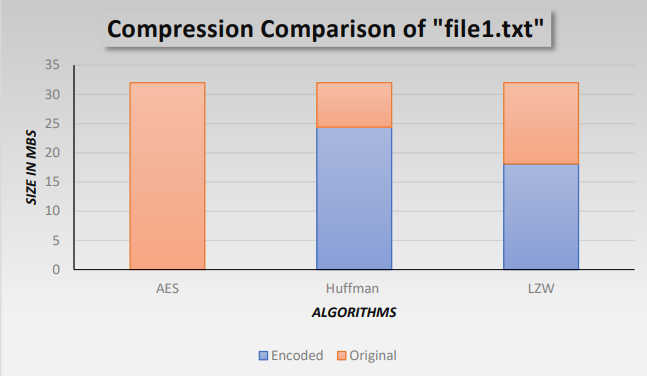 Compression Comparison of "file1.txt"
35
30
25
20
15
10
5
0
SIZE IN MBS
AES
Huffman
LZW
ALGORITHMS
Encoded
Original